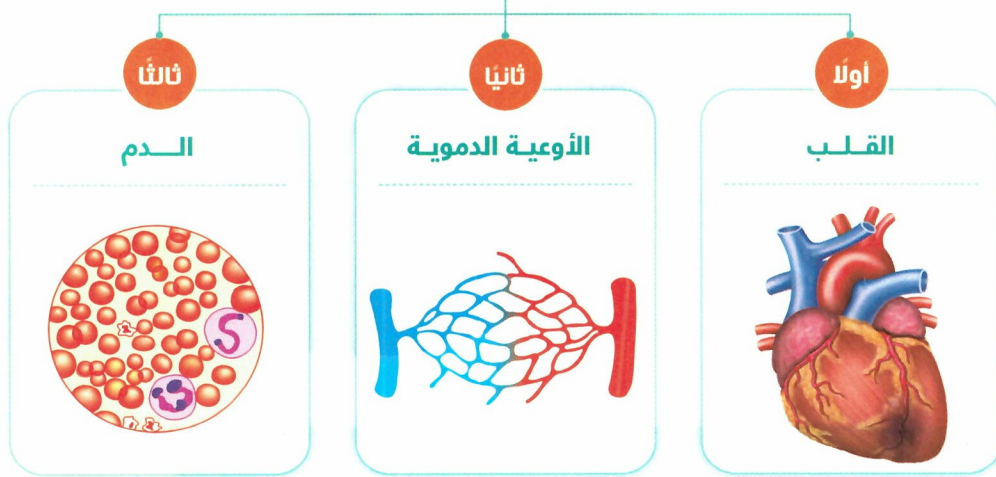 أولًا
القلب
ثانيًا
الأوعية الدموية
ثالثًا
الدم